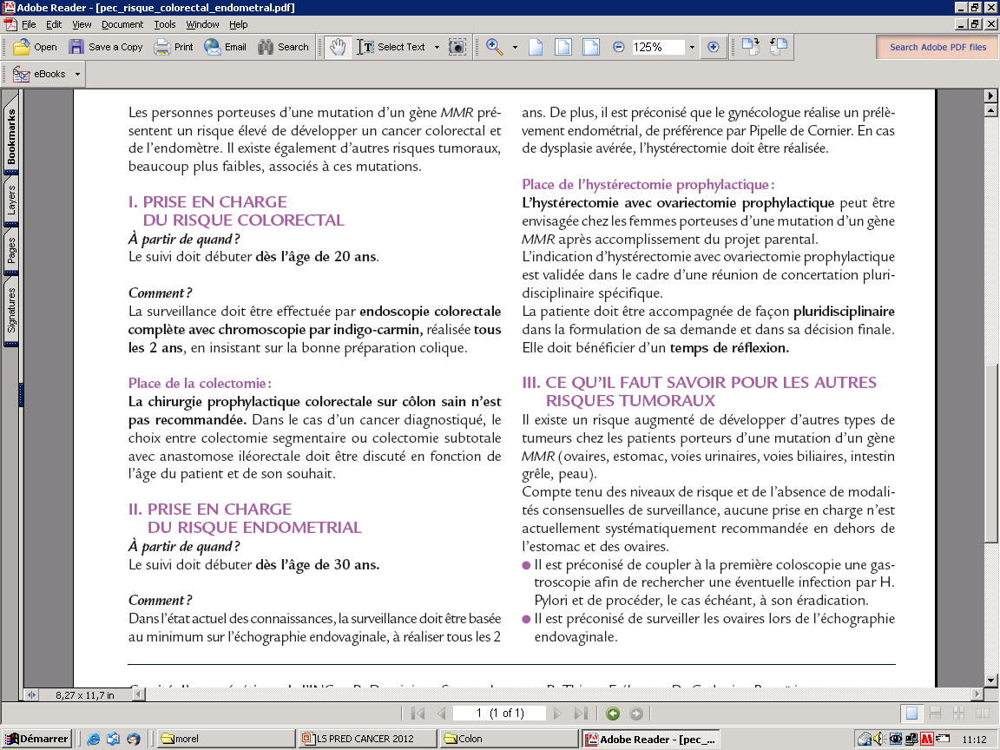 Adobe Reader - [pec_risque_colorectal_endometral.pdf]
File Edit View Document Tools Window Help
Open Save a Copy Print Email Search Select Text 125% Search Adobe PDF files
eBooks
Bookmarks
Layers
Pages
Signatures
Les personnes porteuses d’une mutation d’un gène MMR pré-
sentent un risque élevé de développer un cancer colorectal et
de l’endomètre. Il existe également d’autres risques tumoraux,
beaucoup plus faibles, associés à ces mutations.
I. PRISE EN CHARGE
DU RISQUE COLORECTAL
À partir de quand ?
Le suivi doit débuter dès l’âge de 20 ans.
Comment ?
La surveillance doit être effectuée par endoscopie colorectale
complète avec chromoscopie par indigo-carmin, réalisée tous
les 2 ans, en insistant sur la bonne préparation colique.
Place de la colectomie :
La chirurgie prophylactique colorectale sur côlon sain n’est
pas recommandée. Dans le cas d’un cancer diagnostiqué, le
choix entre colectomie segmentaire ou colectomie subtotale
avec anastomose iléorectale doit être discuté en fonction de
l’âge du patient et de son souhait.
II. PRISE EN CHARGE
DU RISQUE ENDOMETRIAL
À partir de quand ?
Le suivi doit débuter dès l’âge de 30 ans.
Comment ?
Dans l’état actuel des connaissances, la surveillance doit être basée
au minimum sur l’échographie endovaginale, à réaliser tous les 2
ans. De plus, il est préconisé que le gynécologue réalise un prélè-
vement endométrial, de préférence par Pipelle de Cornier. En cas
de dysplasie avérée, l’hystérectomie doit être réalisée.
Place de l’hystérectomie prophylactique :
L’hystérectomie avec ovariectomie prophylactique peut être
envisagée chez les femmes porteuses d’une mutation d’un gène
MMR après accomplissement du projet parental.
L’indication d’hystérectomie avec ovariectomie prophylactique
est validée dans le cadre d’une réunion de concertation pluri-
disciplinaire spécifique.
La patiente doit être accompagnée de façon pluridisciplinaire
dans la formulation de sa demande et dans sa décision finale.
Elle doit bénéficier d’un temps de réflexion.
III. CE QU’IL FAUT SAVOIR POUR LES AUTRES
RISQUES TUMORAUX
Il existe un risque augmenté de développer d’autres types de
tumeurs chez les patients porteurs d’une mutation d’un gène
MMR (ovaires, estomac, voies urinaires, voies biliaires, intestin
grêle, peau).
Compte tenu des niveaux de risque et de l’absence de modali-
tés consensuelles de surveillance, aucune prise en charge n’est
actuellement systématiquement recommandée en dehors de
l’estomac et des ovaires.
● Il est préconisé de coupler à la première coloscopie une gas-
troscopie afin de rechercher une éventuelle infection par H.
Pylori et de procéder, le cas échéant, à son éradication.
● Il est préconisé de surveiller les ovaires lors de l’échographie
endovaginale.
8,27 x 11,7 in
1 (1 of 1)
Démarrer morel LS PRED CANCER 2012 Colon Adobe Reader - [pec_... 11:12